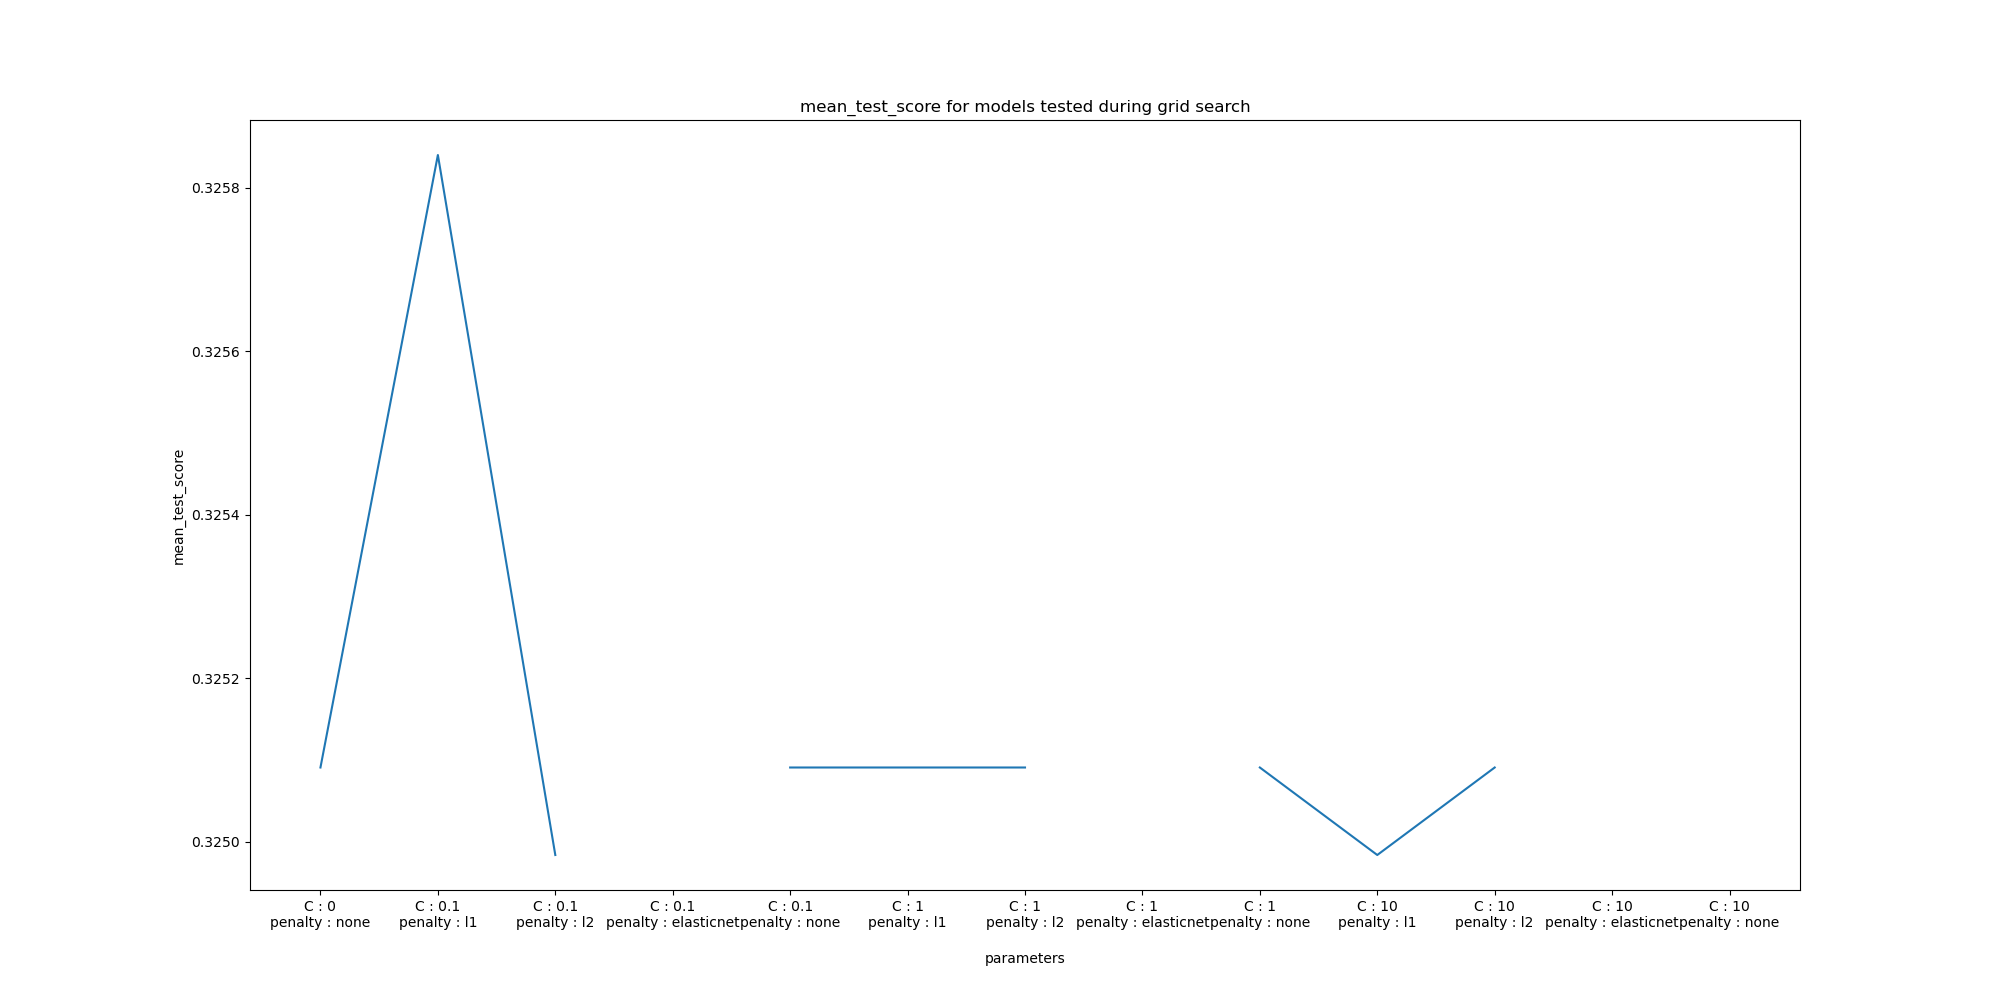 mean_test_score for models tested during grid search
mean_test_score
0.3258
0.3256
0.3254
0.3252
0.3250
C : 0
penalty : none
C : 0.1
penalty : l1
C : 0.1
penalty : l2
C : 0.1
penalty : elasticnet
C : 0.1
penalty : none
C : 1
penalty : l1
C : 1
penalty : l2
C : 1
penalty : elasticnet
C : 1
penalty : none
C : 10
penalty : l1
C : 10
penalty : l2
C : 10
penalty : elasticnet
C : 10
penalty : none
parameters